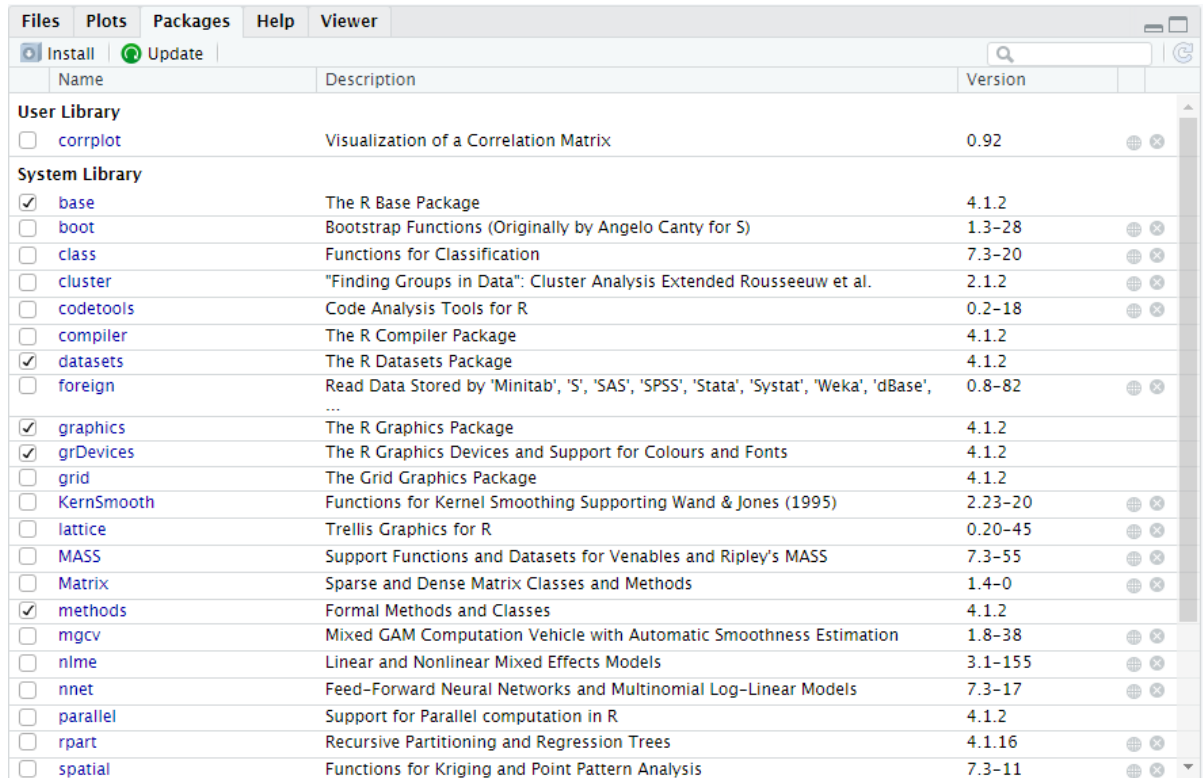 Files Plots Packages Help Viewer
Install Update
Name Description Version
User Library
corrplot Visualization of a Correlation Matrix 0.92
System Library
base The R Base Package 4.1.2
boot Bootstrap Functions (Originally by Angelo Canty for S) 1.3-28
class Functions for Classification 7.3-20
cluster "Finding Groups in Data": Cluster Analysis Extended Rousseeuw et al. 2.1.2
codetools Code Analysis Tools for R 0.2-18
compiler The R Compiler Package 4.1.2
datasets The R Datasets Package 4.1.2
foreign Read Data Stored by 'Minitab', 'S', 'SAS', 'SPSS', 'Stata', 'Systat', 'Weka', 'dBase', 0.8-82
...
graphics The R Graphics Package 4.1.2
grDevices The R Graphics Devices and Support for Colours and Fonts 4.1.2
grid The Grid Graphics Package 4.1.2
KernSmooth Functions for Kernel Smoothing Supporting Wand & Jones (1995) 2.23-20
lattice Trellis Graphics for R 0.20-45
MASS Support Functions and Datasets for Venables and Ripley's MASS 7.3-55
Matrix Sparse and Dense Matrix Classes and Methods 1.4-0
methods Formal Methods and Classes 4.1.2
mgcv Mixed GAM Computation Vehicle with Automatic Smoothness Estimation 1.8-38
nlme Linear and Nonlinear Mixed Effects Models 3.1-155
nnet Feed-Forward Neural Networks and Multinomial Log-Linear Models 7.3-17
parallel Support for Parallel computation in R 4.1.2
rpart Recursive Partitioning and Regression Trees 4.1.16
spatial Functions for Kriging and Point Pattern Analysis 7.3-11